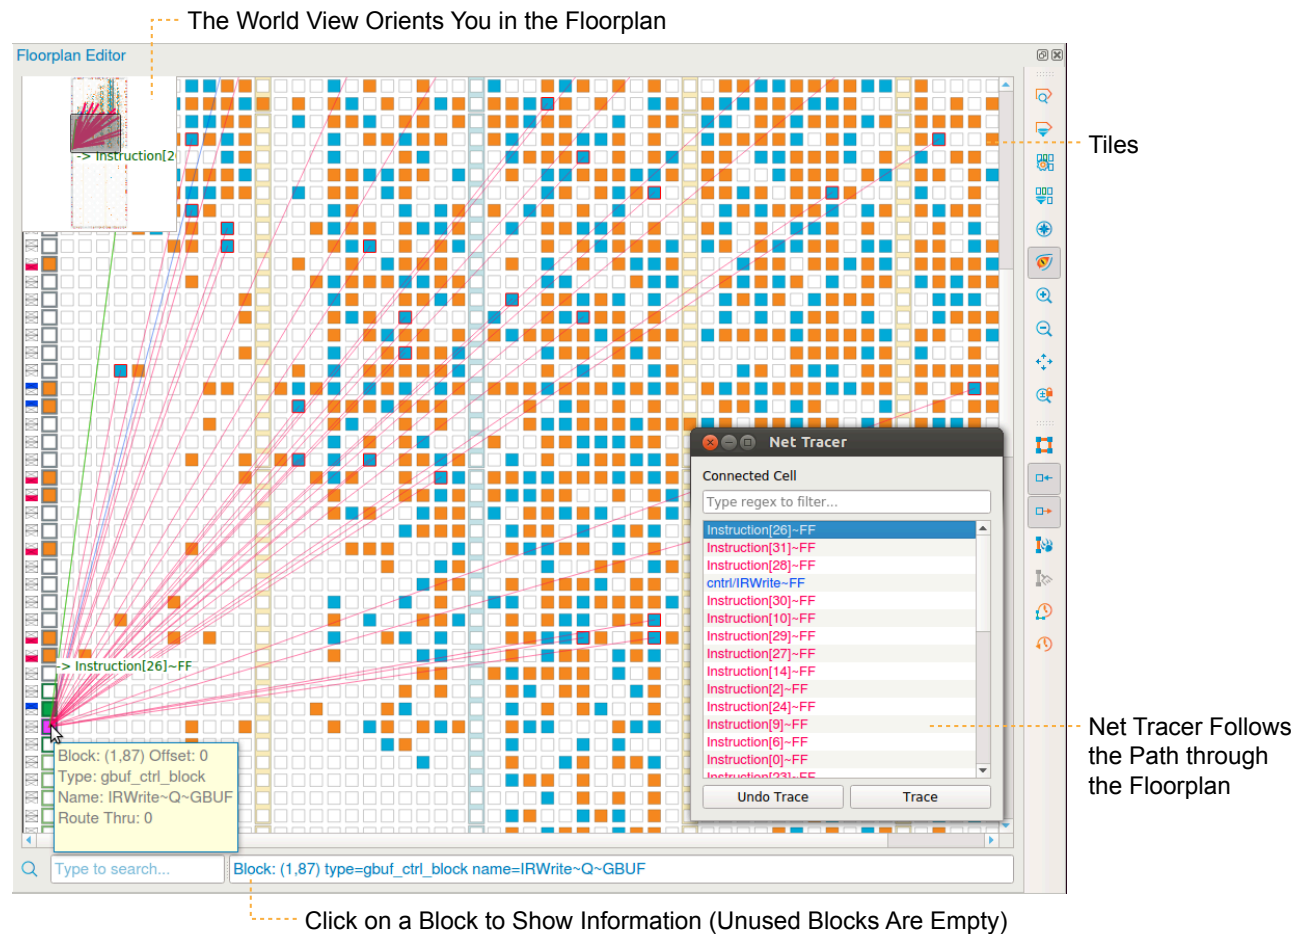 The World View Orients You in the Floorplan
Floorplan Editor
-> Instruction[2
Tiles
Net Tracer
Connected Cell
Type regex to filter...
Instruction[26]~FF
Instruction[31]~FF
Instruction[28]~FF
cntrl/IRWrite~FF
Instruction[30]~FF
Instruction[10]~FF
Instruction[29]~FF
Instruction[27]~FF
Instruction[14]~FF
Instruction[2]~FF
Instruction[24]~FF
Instruction[9]~FF
Instruction[6]~FF
Instruction[0]~FF
Instruction[23]~FF
Undo Trace
Trace
-> Instruction[26]~FF
Net Tracer Follows
the Path through
the Floorplan
Block: (1,87) Offset: 0
Type: gbuf_ctrl_block
Name: IRWrite~Q~GBUF
Route Thru: 0
Type to search...
Block: (1,87) type=gbuf_ctrl_block name=IRWrite~Q~GBUF
Click on a Block to Show Information (Unused Blocks Are Empty)